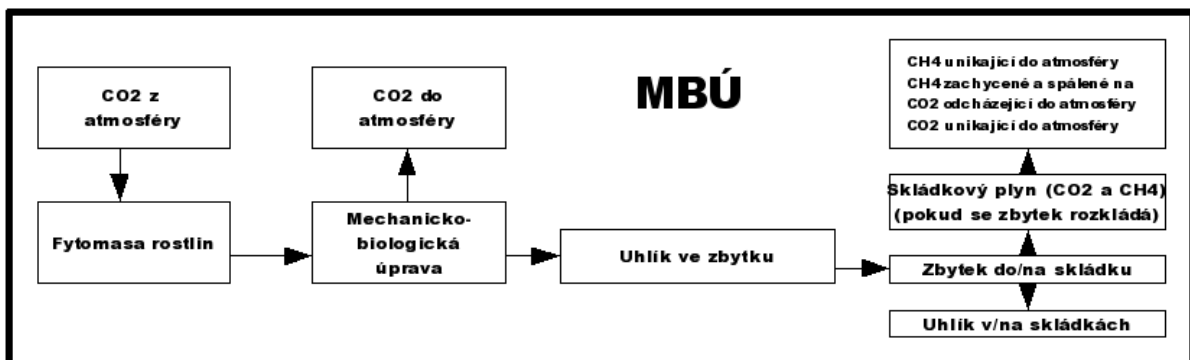 CO2 z
atmosféry
CO2 do
atmosféry
MBÚ
CH4 unikající do atmosféry
CH4 zachycené a spálené na
CO2 odcházející do atmosféry
CO2 unikající do atmosféry
Fytomasa rostlin
Mechanicko-
biologická
úprava
Uhlík ve zbytku
Skládkový plyn (CO2 a CH4)
(pokud se zbytek rozkládá)
Zbytek do/na skládku
Uhlík v/na skládkách